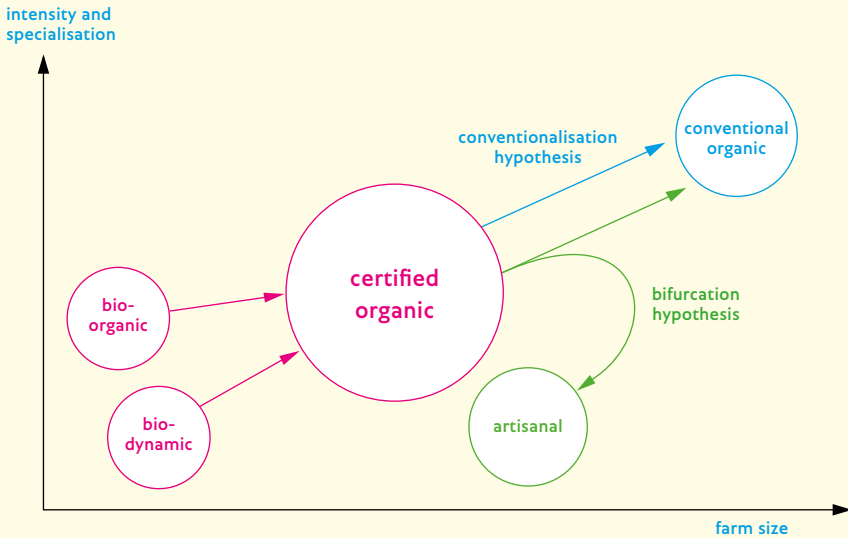 intensity and
specialisation
conventionalisation
hypothesis
conventional
organic
certified
organic
bio-
organic
bifurcation
hypothesis
bio-
dynamic
artisanal
farm size